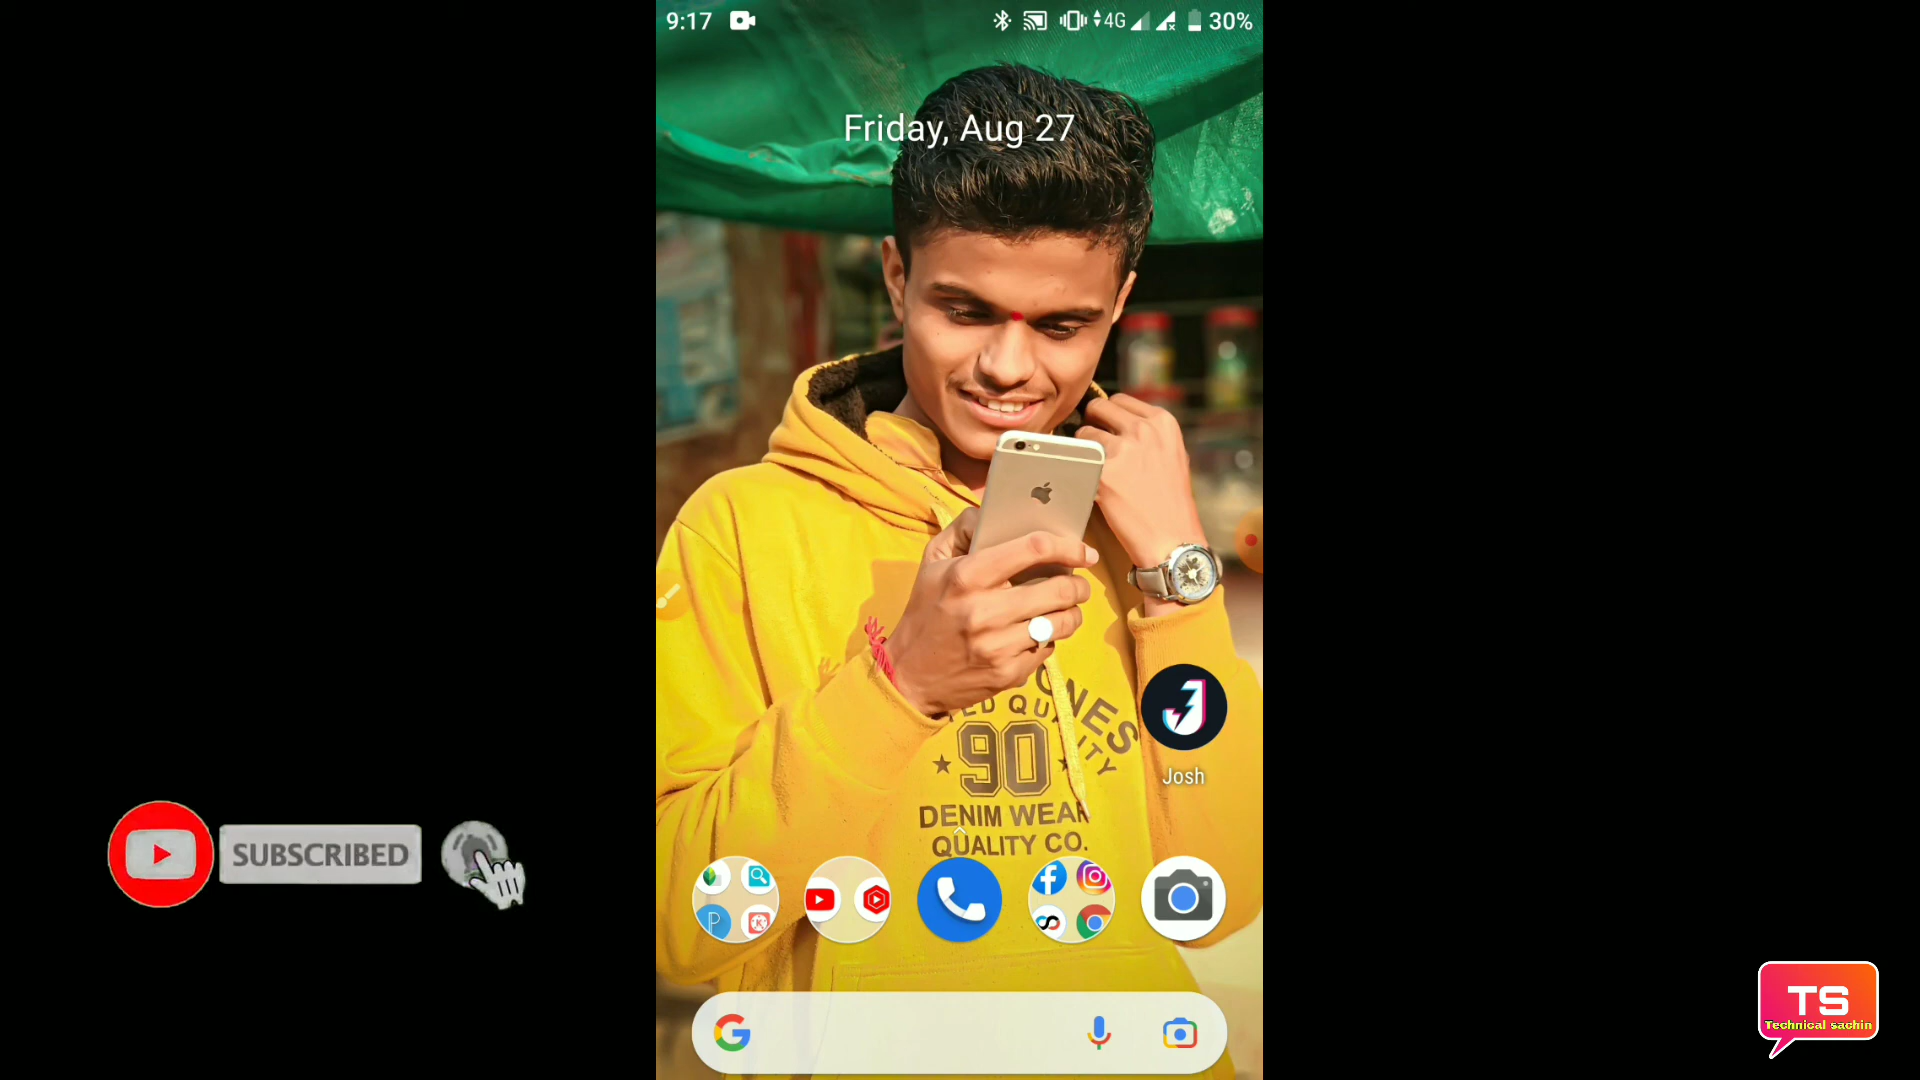 9:17
4G
30%
Friday, Aug 27
90
DENIM WEAR
QUALITY CO.
Josh
SUBSCRIBED
TS
Technical sachin